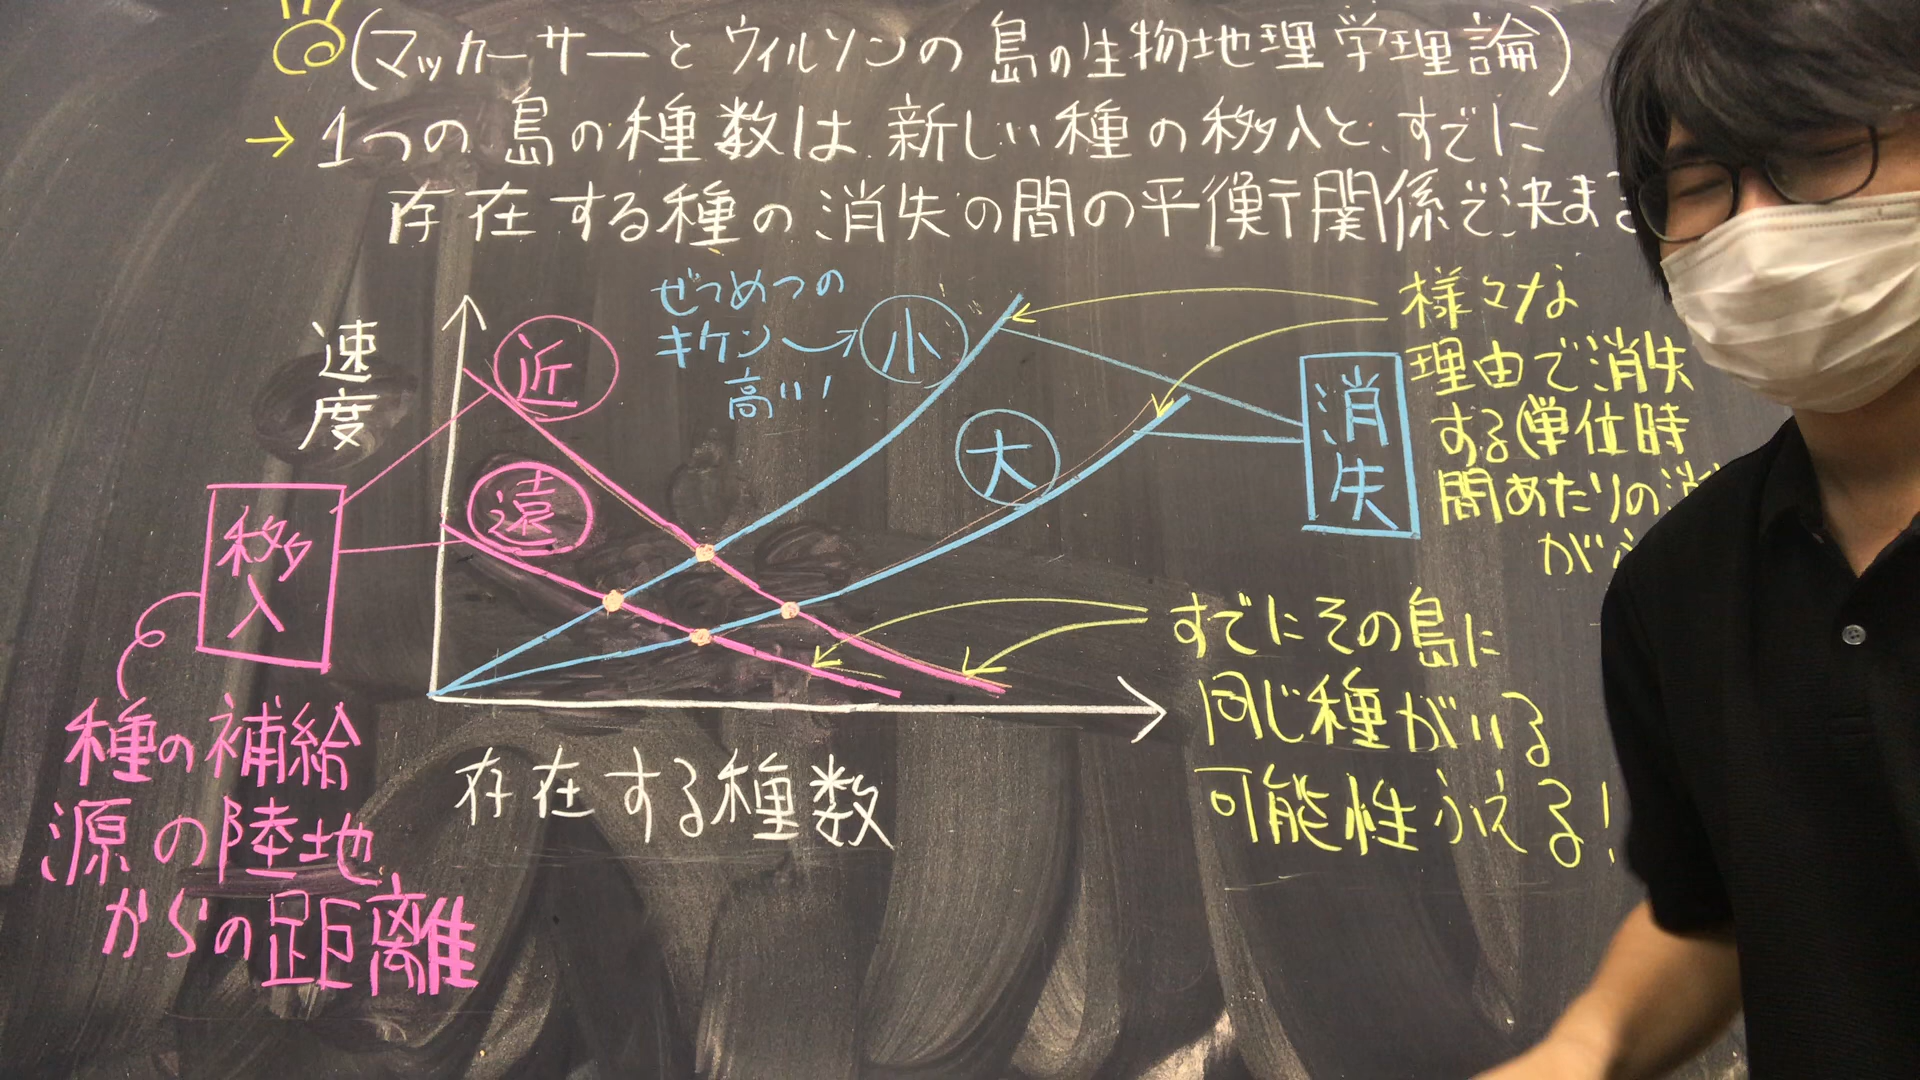 (マッカーサーとウィルソンの島の生物地理学理論)
→1つの島の種数は新しい種の移入と、すでに
存在する種の消失の間の平衡関係で決まる
速度
近
遠
移入
種の補給
源の陸地
からの距離
ぜつめつの
キケン→
高い!
小
大
消失
様々な
理由で消失
する(単位時
間あたりの
が
すでにその島に
同じ種がいる
可能性ふえる!
存在する種数